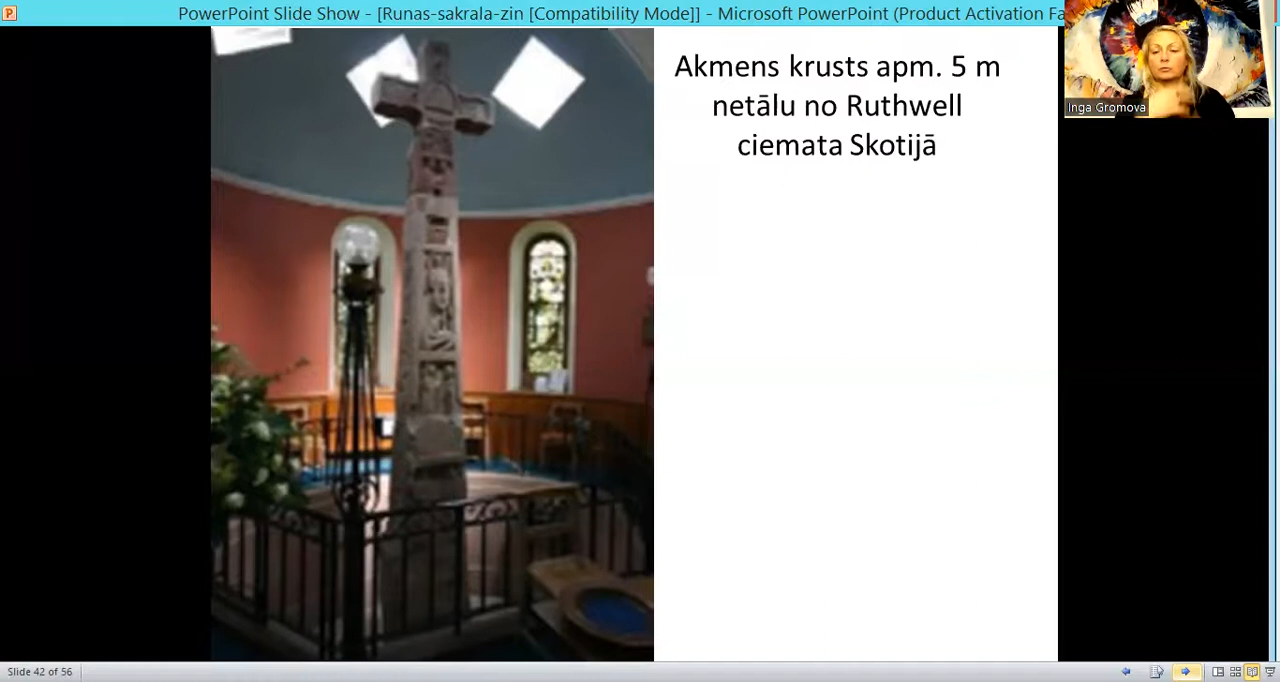 PowerPoint Slide Show - [Runas-sakrala-zin [Compatibility Mode]] - Microsoft PowerPoint (Product Activation Fa
Inga Gromova
Akmens krusts apm. 5 m
netālu no Ruthwell
ciemata Skotijā
Slide 42 of 56